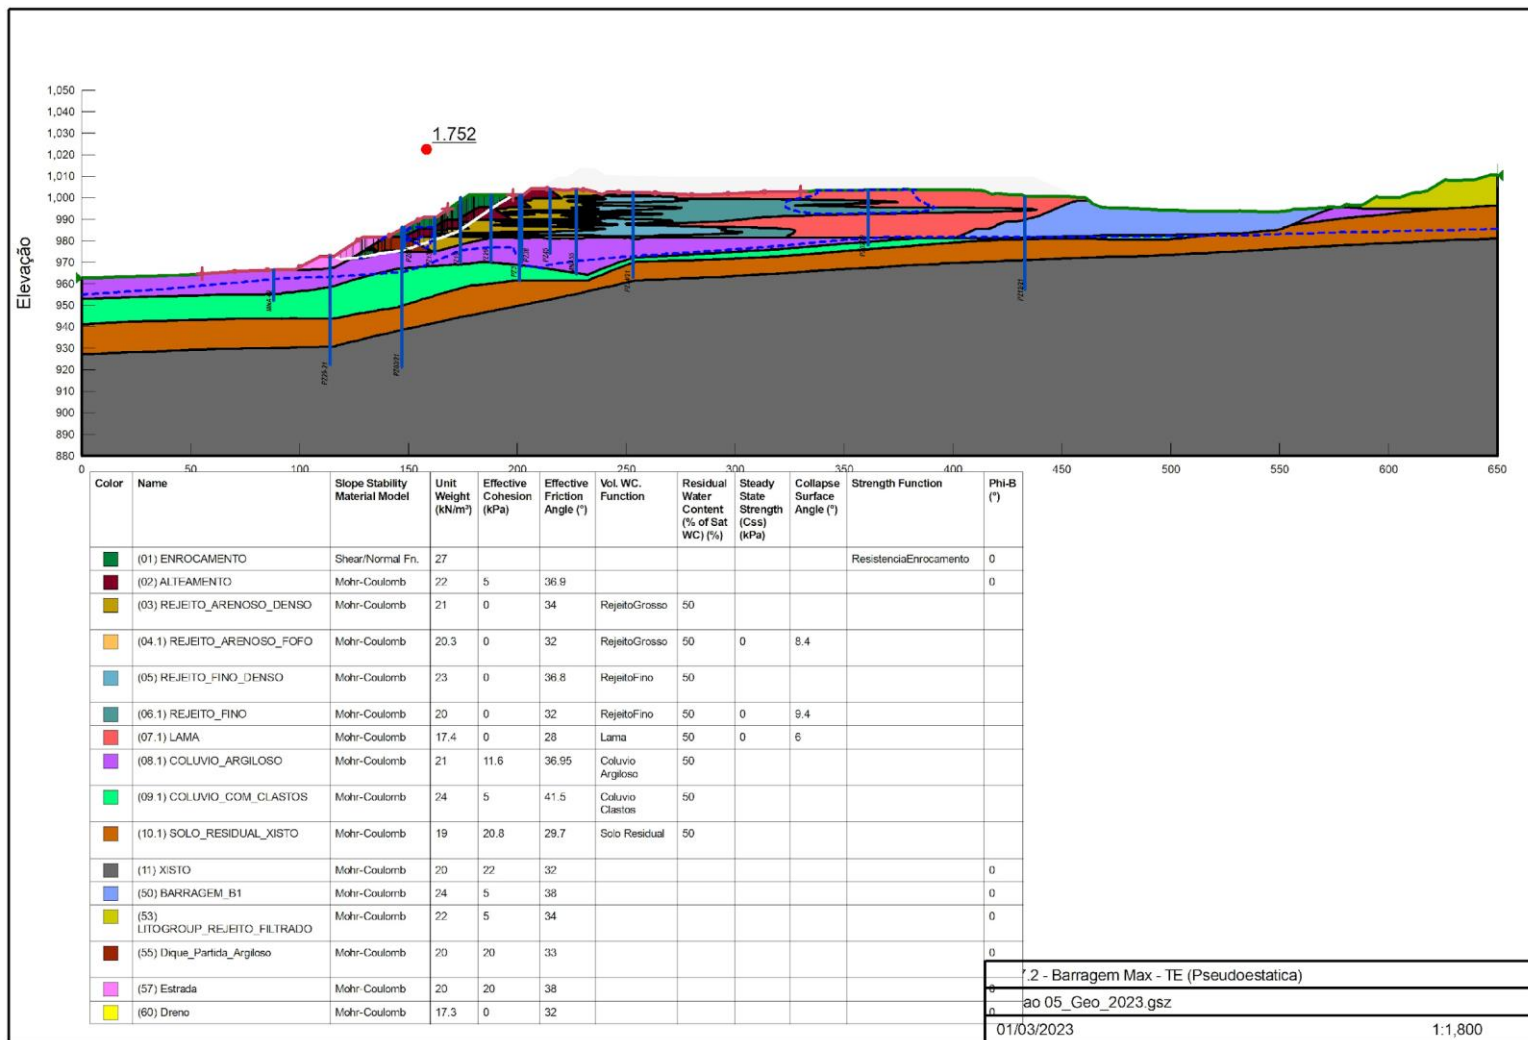 1.752
Elevação
1,050
1,040
1,030
1,020
1,010
1,000
990
980
970
960
950
940
930
920
910
900
890
880
0 50 100 150 200 250 300 350 400 450 500 550 600 650
Color Name Slope Stability Material Model Unit Weight (kN/m³) Effective Cohesion (kPa) Effective Friction Angle (°) Vol. WC. Function Residual Water Content (% of Sat WC) (%) Steady State Strength (Css) (kPa) Collapse Surface Angle (°) Strength Function Phi-B (°)
(01) ENROCAMENTO Shear/Normal Fn. 27 ResistenciaEnrocamento 0
(02) ALTEAMENTO Mohr-Coulomb 22 5 36.9 0
(03) REJEITO_ARENOSO_DENSO Mohr-Coulomb 21 0 34 RejeitoGrosso 50
(04.1) REJEITO_ARENOSO_FOFO Mohr-Coulomb 20.3 0 32 RejeitoGrosso 50 0 8.4
(05) REJEITO_FINO_DENSO Mohr-Coulomb 23 0 36.8 RejeitoFino 50
(06.1) REJEITO_FINO Mohr-Coulomb 20 0 32 RejeitoFino 50 0 9.4
(07.1) LAMA Mohr-Coulomb 17.4 0 28 Lama 50 0 6
(08.1) COLUVIO_ARGILOSO Mohr-Coulomb 21 11.6 36.95 Coluvio Argiloso 50
(09.1) COLUVIO_COM_CLASTOS Mohr-Coulomb 24 5 41.5 Coluvio Clastos 50
(10.1) SOLO_RESIDUAL_XISTO Mohr-Coulomb 19 20.8 29.7 Solo Residual 50
(11) XISTO Mohr-Coulomb 20 22 32 0
(50) BARRAGEM_B1 Mohr-Coulomb 24 5 38 0
(53) LITOGROUP_REJEITO_FILTRADO Mohr-Coulomb 22 5 34 0
(55) Dique_Partida_Argiloso Mohr-Coulomb 20 20 33 0
(57) Estrada Mohr-Coulomb 20 20 38 0
(60) Dreno Mohr-Coulomb 17.3 0 32 0
7.2 - Barragem Max - TE (Pseudoestatica)
ao 05_Geo_2023.gsz
01/03/2023 1:1,800